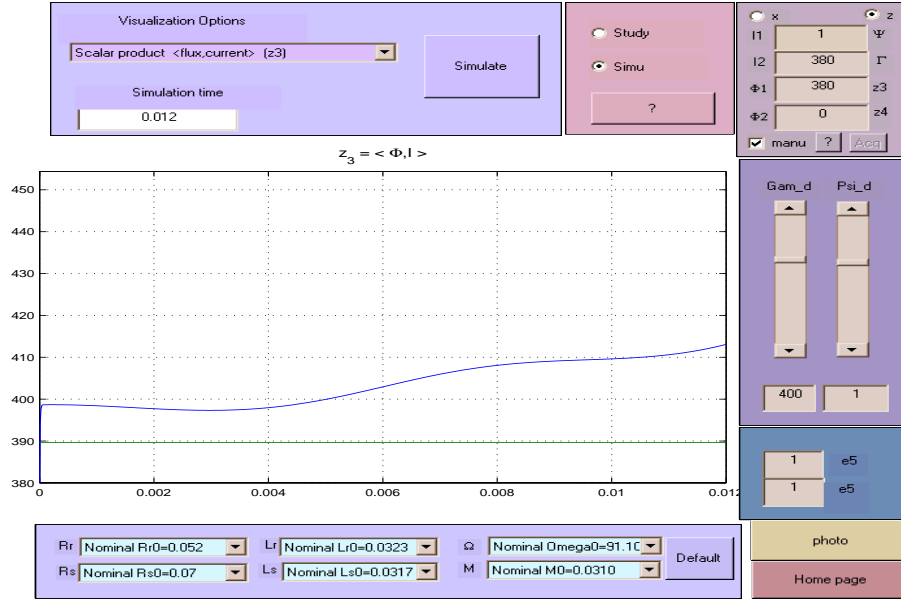 Visualization Options
Scalar product <flux,current> (z3)
Simulation time
0.012
Simulate
Study
Simu
?
x z
I1 1 Ψ
I2 380 Γ
Φ1 380 z3
Φ2 0 z4
manu ? Acq
z3 = < Φ,I >
450
440
430
420
410
400
390
380
0 0.002 0.004 0.006 0.008 0.01 0.012
Gam_d Psi_d
400 1
1 e5
1 e5
Rr Nominal Rr0=0.052 Lr Nominal Lr0=0.0323 Ω Nominal Omega0=91.10
Rs Nominal Rs0=0.07 Ls Nominal Ls0=0.0317 M Nominal M0=0.0310
Default
photo
Home page